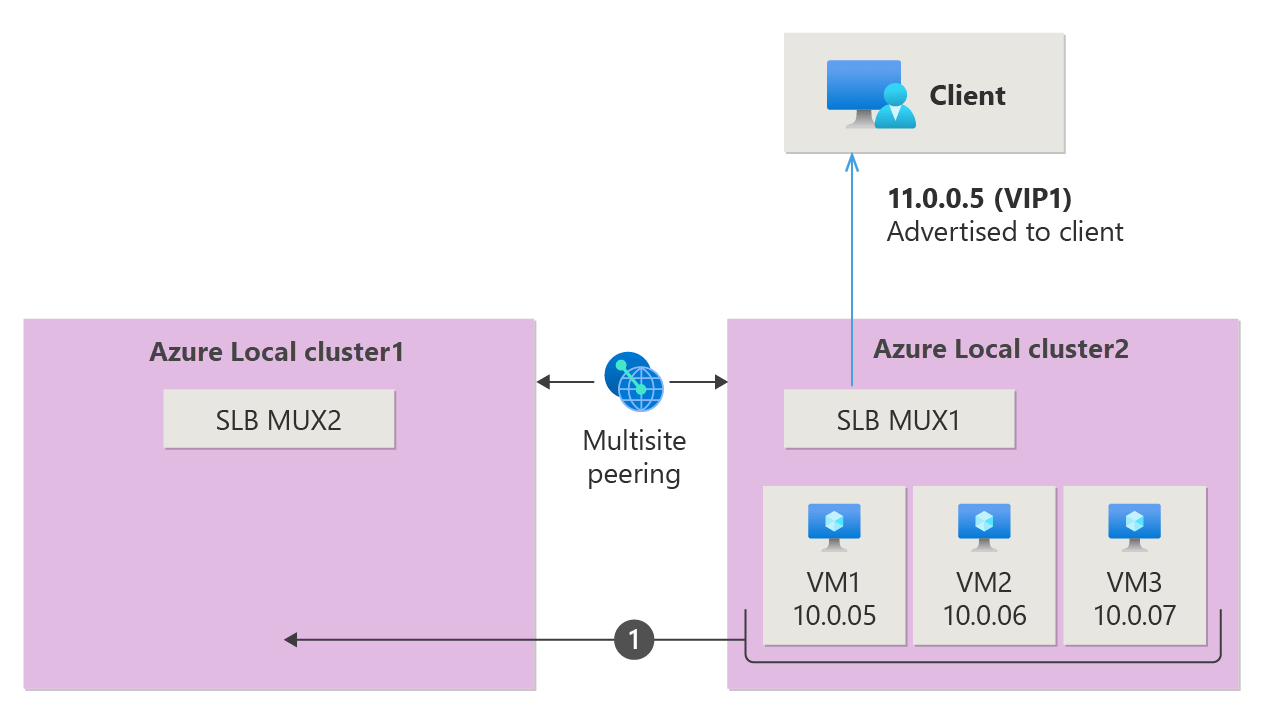 Client
11.0.0.5 (VIP1)
Advertised to client
Azure Local cluster1
SLB MUX2
Multisite
peering
Azure Local cluster2
SLB MUX1
VM1
10.0.05
VM2
10.0.06
VM3
10.0.07
1